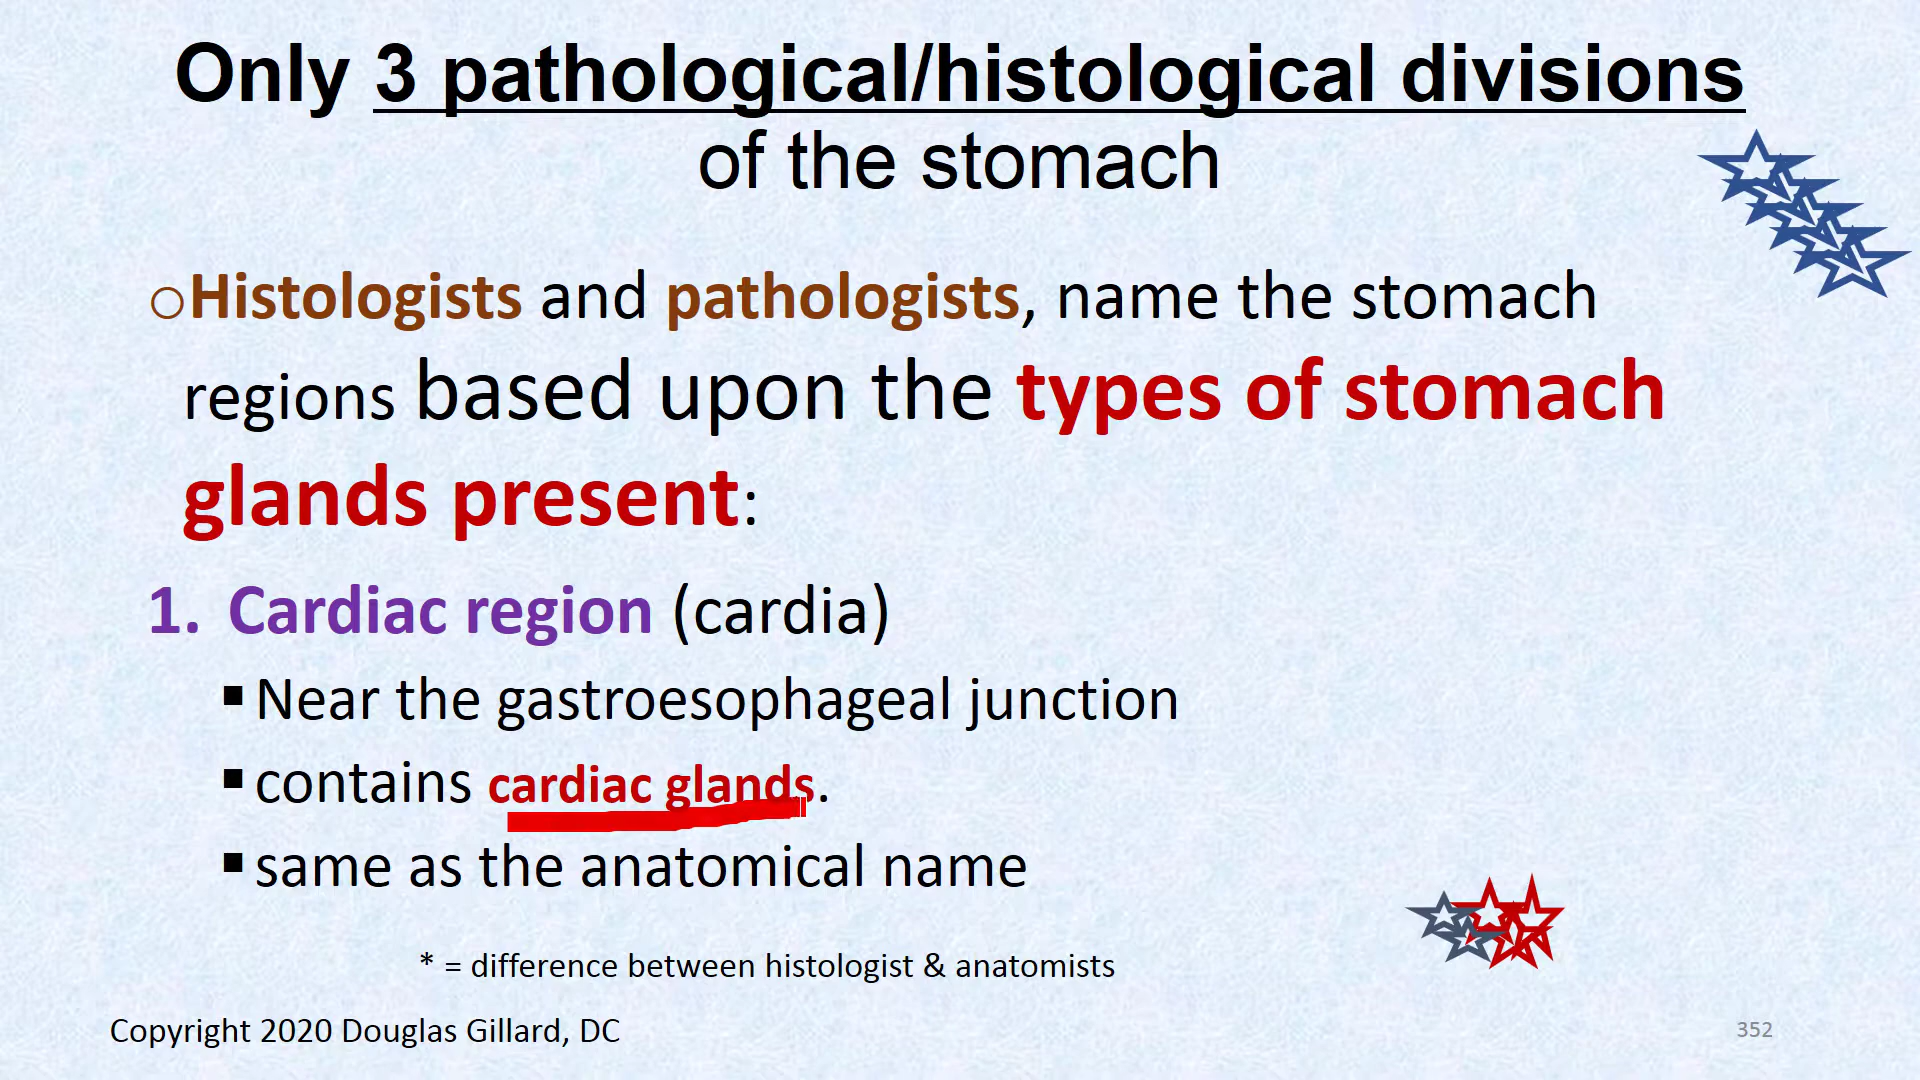 Only 3 pathological/histological divisions
of the stomach
oHistologists and pathologists, name the stomach
regions based upon the types of stomach
glands present:
1. Cardiac region (cardia)
▪ Near the gastroesophageal junction
▪ contains cardiac glands.
▪ same as the anatomical name
* = difference between histologist & anatomists
Copyright 2020 Douglas Gillard, DC
352